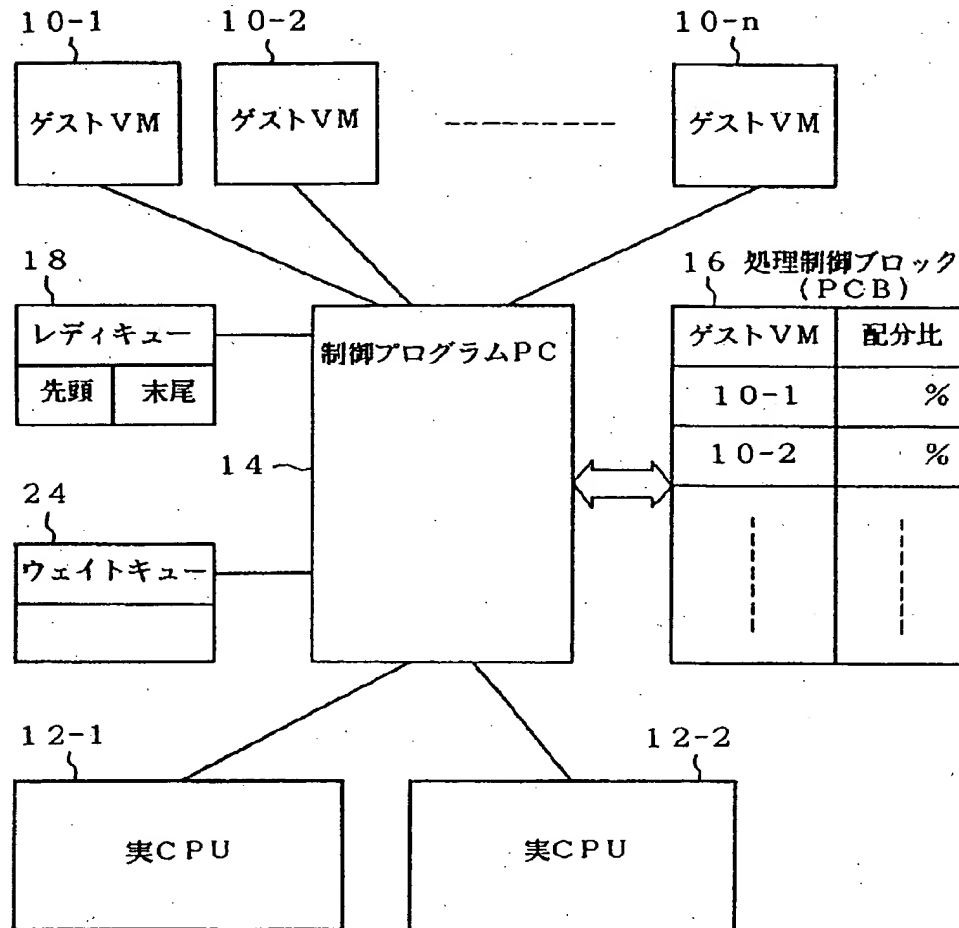 10-1
10-2
10-n
ゲストVM
ゲストVM
ゲストVM
18
レディキュー
先頭
末尾
制御プログラムPC
14
16 処理制御ブロック
(PCB)
ゲストVM
配分比
10-1
%
10-2
%
24
ウェイトキュー
12-1
12-2
実CPU
実CPU